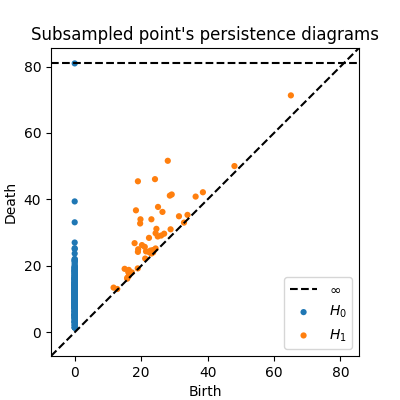 Subsampled point's persistence diagrams
80
60
40
20
0
Death
0 20 40 60 80
Birth
∞
H₀
H₁